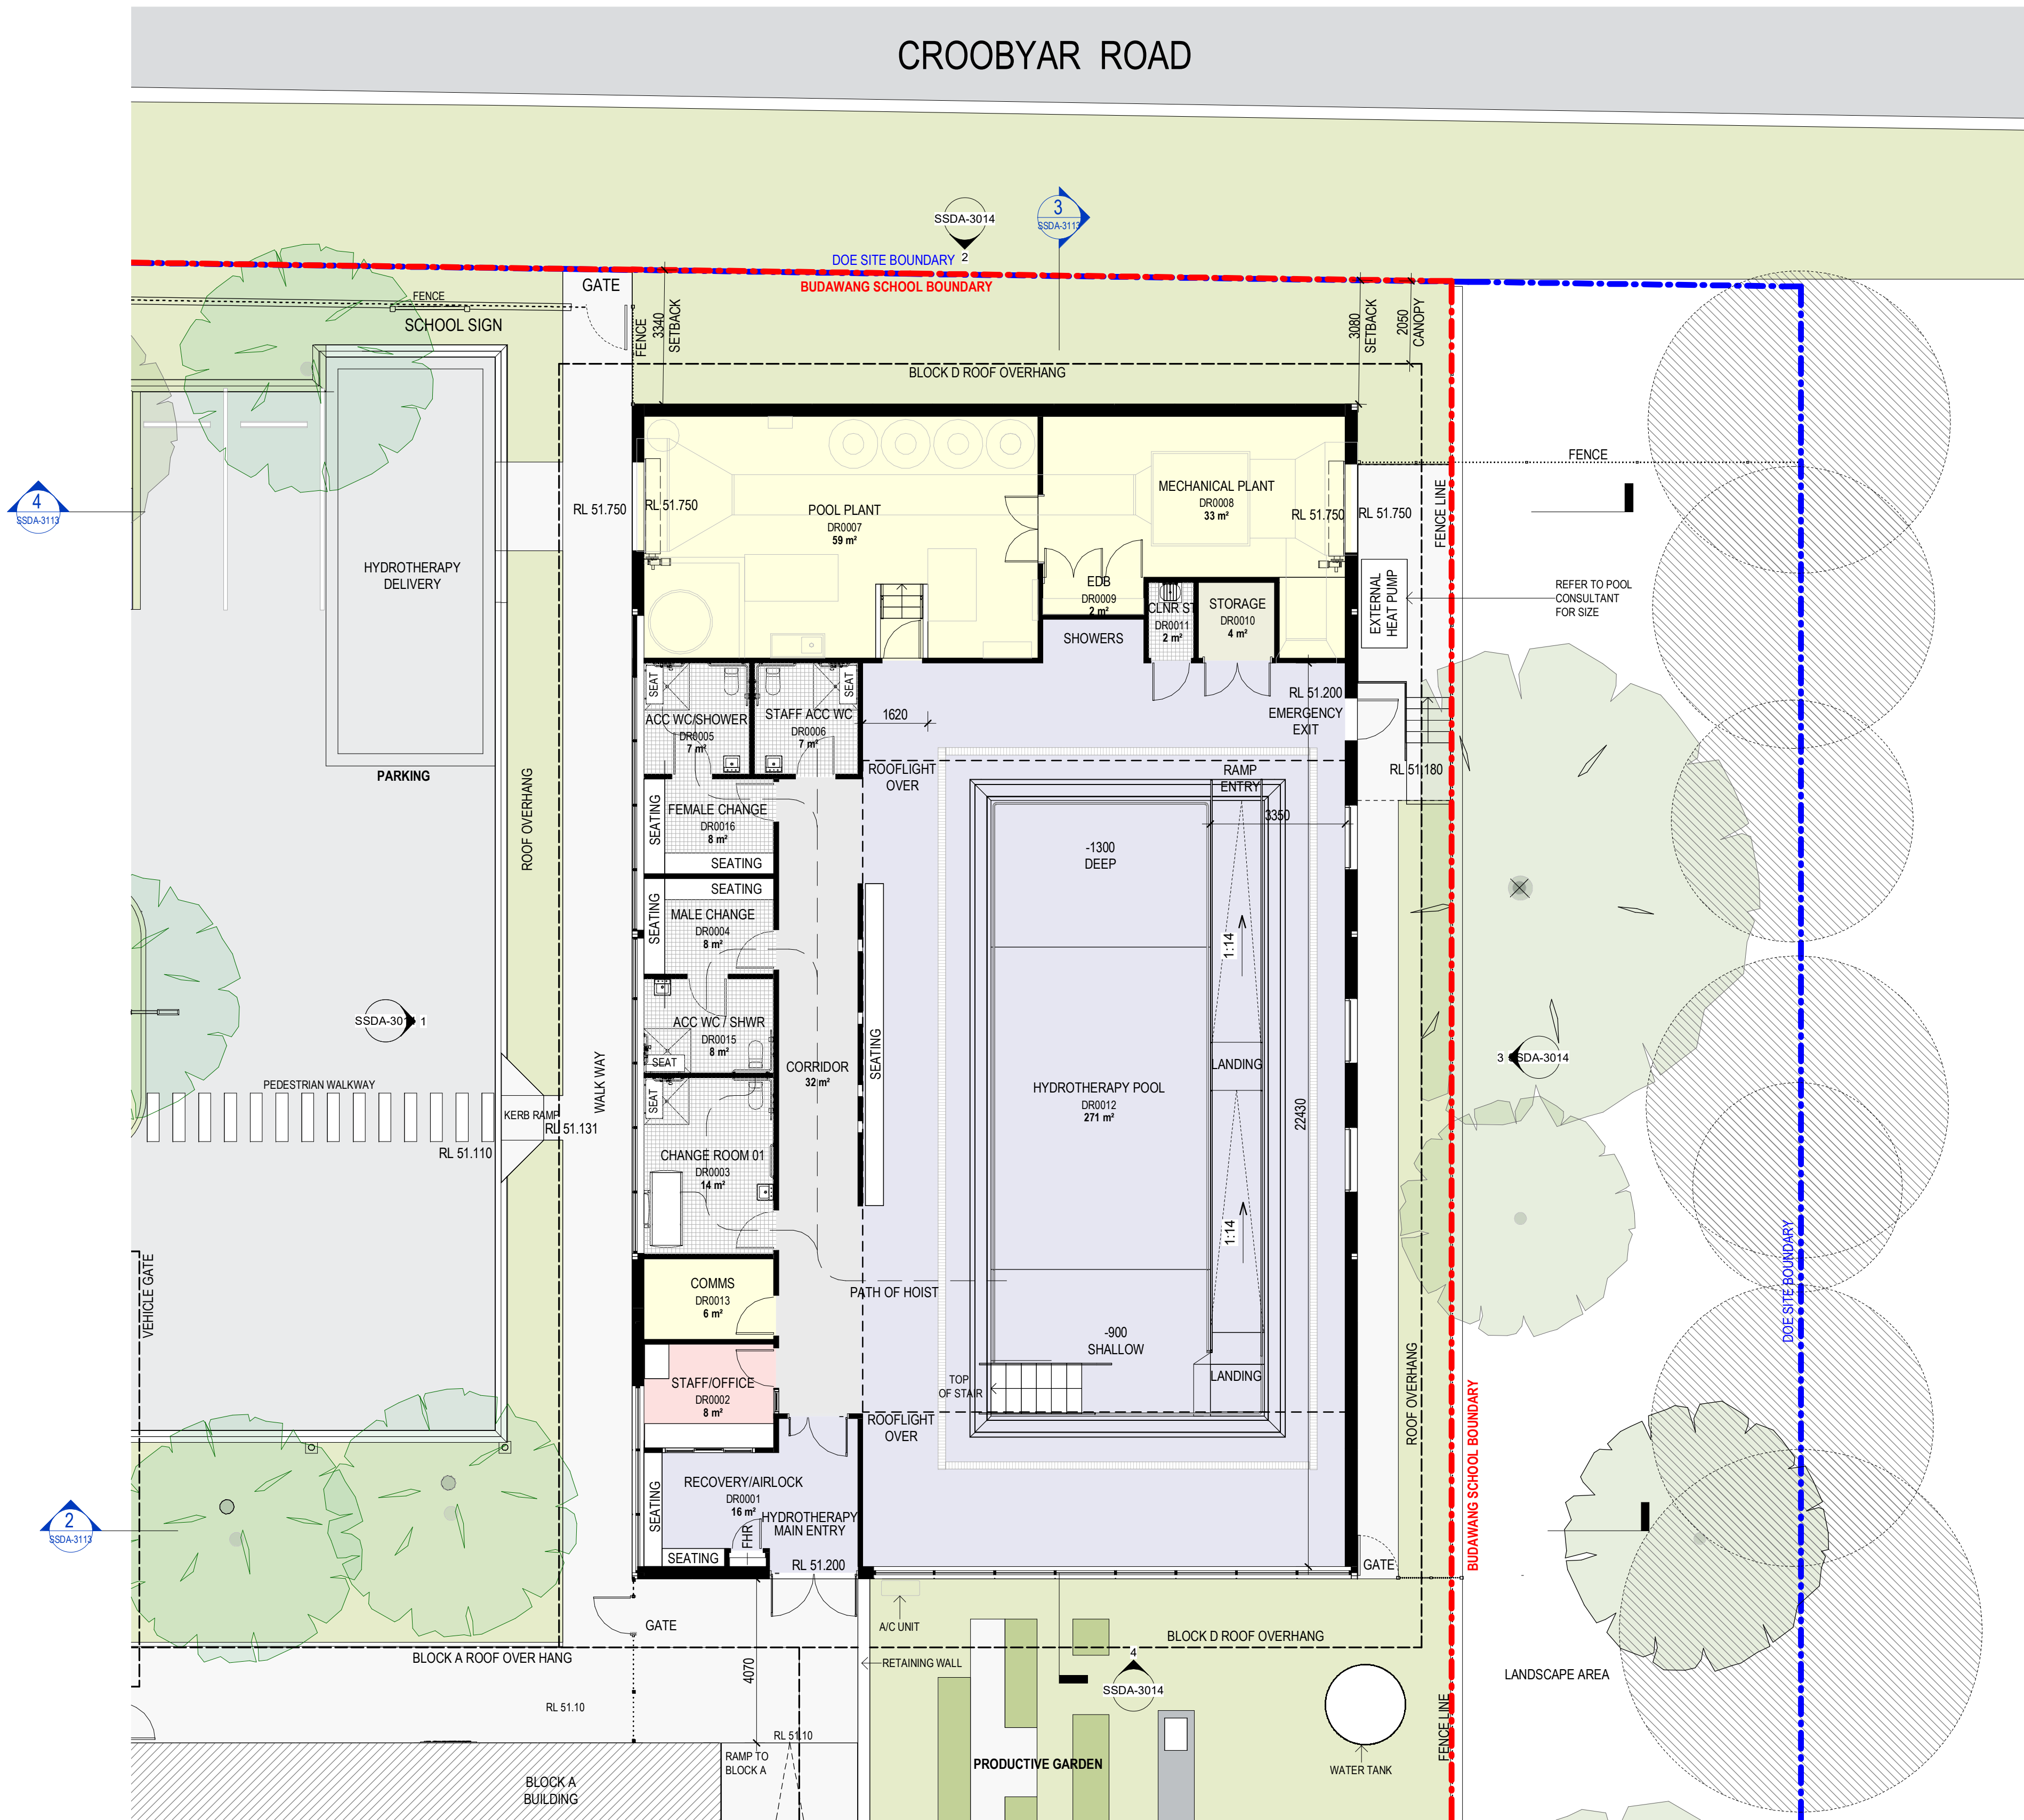 CROOBYAR ROAD
SSDA-3014
2
3
SSDA-3113
DOE SITE BOUNDARY
BUDAWANG SCHOOL BOUNDARY
GATE
FENCE
SCHOOL SIGN
FENCE
3340
SETBACK
3080
SETBACK
2050
CANOPY
BLOCK D ROOF OVERHANG
4
SSDA-3113
RL 51.750
RL 51.750
POOL PLANT
DR0007
59 m²
MECHANICAL PLANT
DR0008
33 m²
RL 51.750
RL 51.750
FENCE LINE
FENCE
HYDROTHERAPY
DELIVERY
EDB
DR0009
2 m²
CLNR ST
DR0011
2 m²
STORAGE
DR0010
4 m²
EXTERNAL
HEAT PUMP
REFER TO POOL
CONSULTANT
FOR SIZE
SHOWERS
SEAT
ACC WC/SHOWER
DR0005
7 m²
STAFF ACC WC
DR0006
7 m²
SEAT
1620
RL 51.200
EMERGENCY
EXIT
PARKING
ROOF OVERHANG
ROOFLIGHT
OVER
RAMP
ENTRY
RL 51.180
3350
SEATING
FEMALE CHANGE
DR0016
8 m²
SEATING
-1300
DEEP
SEATING
SEATING
MALE CHANGE
DR0004
8 m²
1:14
SSDA-3014
1
ACC WC / SHWR
DR0015
8 m²
SEAT
CORRIDOR
32 m²
SEATING
LANDING
3
SSDA-3014
PEDESTRIAN WALKWAY
KERB RAMP
RL 51.131
RL 51.110
WALK WAY
SEAT
CHANGE ROOM 01
DR0003
14 m²
HYDROTHERAPY POOL
DR0012
271 m²
22430
1:14
VEHICLE GATE
COMMS
DR0013
6 m²
PATH OF HOIST
DOE SITE BOUNDARY
-900
SHALLOW
STAFF/OFFICE
DR0002
8 m²
TOP
OF STAIR
LANDING
ROOFLIGHT
OVER
ROOF OVERHANG
BUDAWANG SCHOOL BOUNDARY
2
SSDA-3113
SEATING
RECOVERY/AIRLOCK
DR0001
16 m²
HYDROTHERAPY
MAIN ENTRY
FHR
SEATING
RL 51.200
GATE
GATE
A/C UNIT
BLOCK D ROOF OVERHANG
BLOCK A ROOF OVER HANG
4070
RETAINING WALL
4
SSDA-3014
LANDSCAPE AREA
RL 51.10
RL 51.10
FENCE LINE
RAMP TO
BLOCK A
PRODUCTIVE GARDEN
WATER TANK
BLOCK A
BUILDING